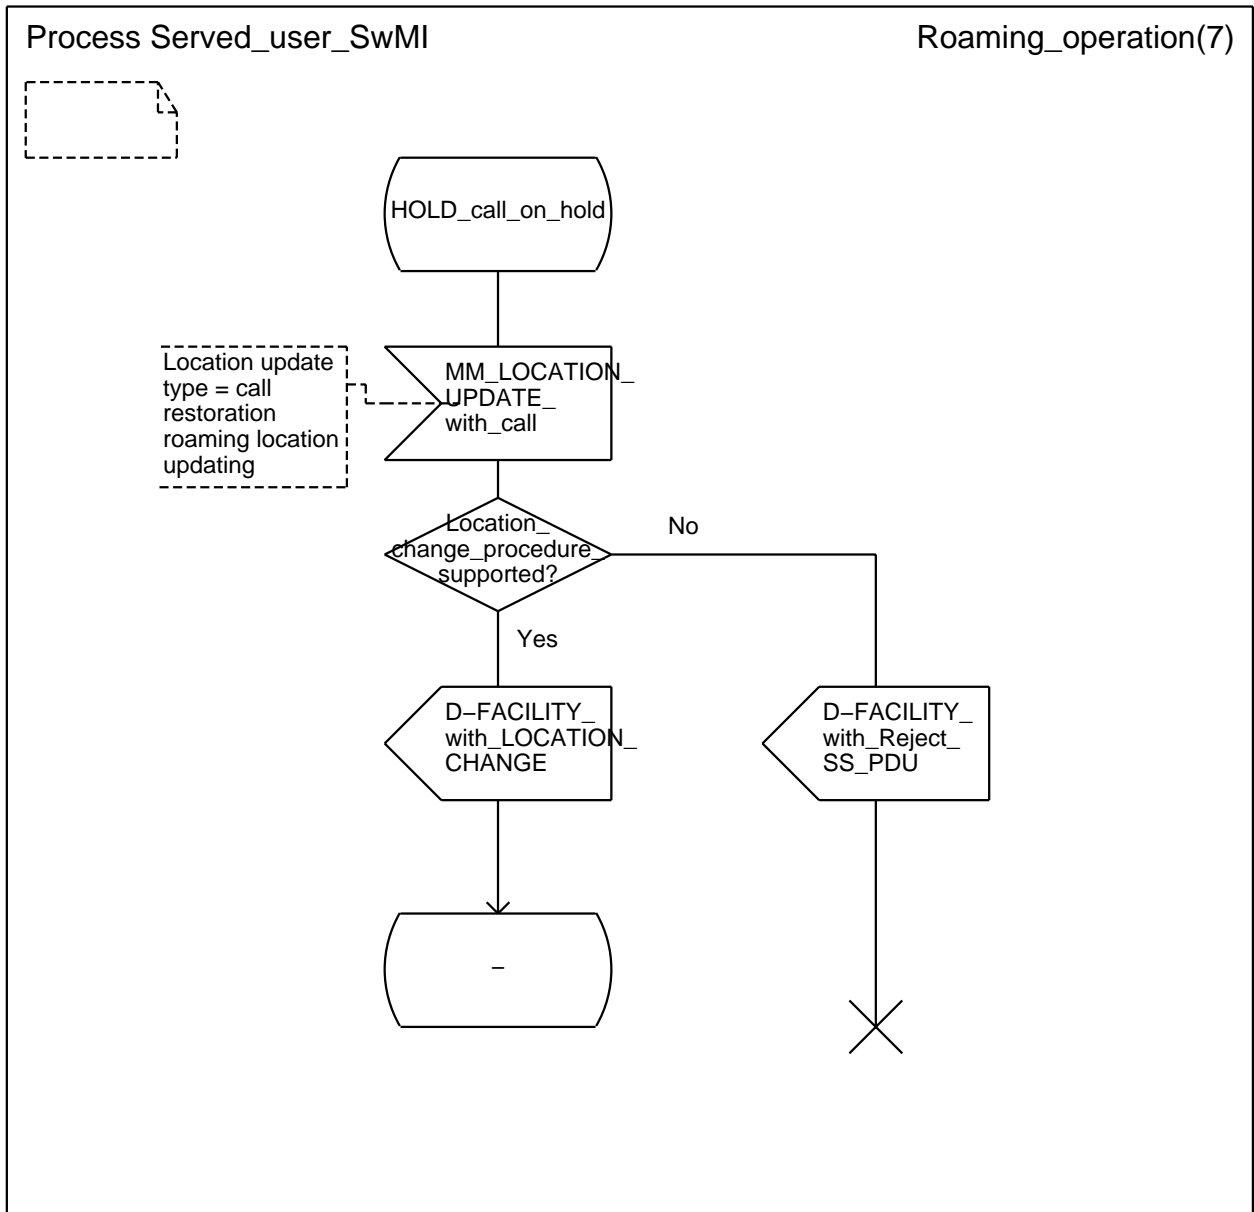 Process Served_user_SwMI
Roaming_operation(7)
HOLD_call_on_hold
Location update
type = call
restoration
roaming location
updating
MM_LOCATION_
UPDATE_
with_call
Location_
change_procedure_
supported?
No
Yes
D−FACILITY_
with_LOCATION_
CHANGE
D−FACILITY_
with_Reject_
SS_PDU
−